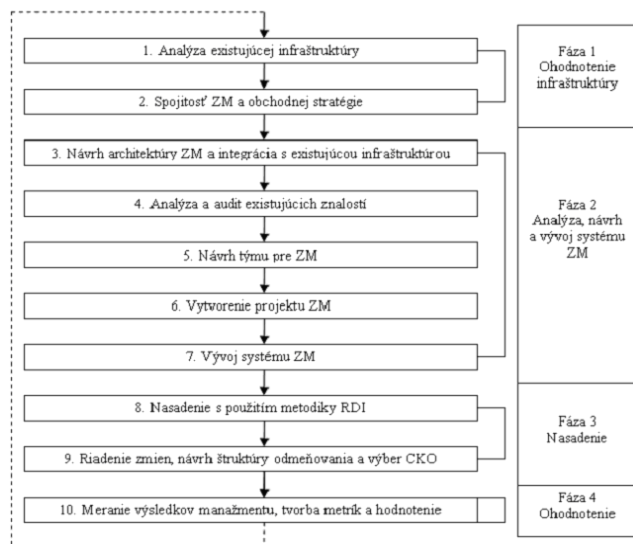 1. Analýza existujúcej infraštruktúry
2. Spojitosť ZM a obchodnej stratégie
3. Návrh architektúry ZM a integrácia s existujúcou infraštruktúrou
4. Analýza a audit existujúcich znalostí
5. Návrh týmu pre ZM
6. Vytvorenie projektu ZM
7. Vývoj systému ZM
8. Nasadenie s použitím metodiky RDI
9. Riadenie zmien, návrh štruktúry odmeňovania a výber CKO
10. Meranie výsledkov manažmentu, tvorba metrík a hodnotenie
Fáza 1
Ohodnotenie
infraštruktúry
Fáza 2
Analýza, návrh
a vývoj systému
ZM
Fáza 3
Nasadenie
Fáza 4
Ohodnotenie